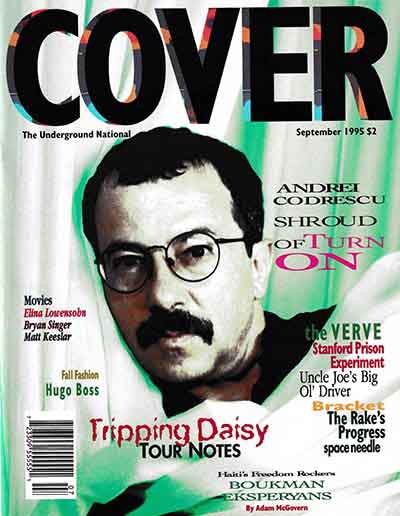 COVER
The Underground National
September 1995 $2
ANDREI
CODRESCU
SHROUD
OF TURN
ON
Movies
Elina Lowensohn
Bryan Singer
Matt Keeslar
the VERVE
Stanford Prison
Experiment
Uncle Joe's Big
Ol' Driver
Bracket
The Rake's
Progress
space needle
Fall Fashion
Hugo Boss
Tripping Daisy
TOUR NOTES
Haiti's Freedom Rockers
BOUKMAN
EKSPERYANS
By Adam McGovern
07